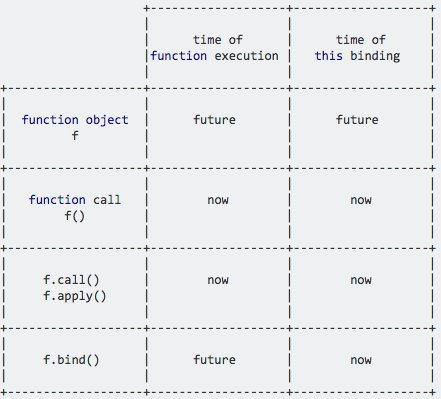 time of time of
function execution this binding
function object future future
f
function call now now
f()
f.call() now now
f.apply()
f.bind() future now